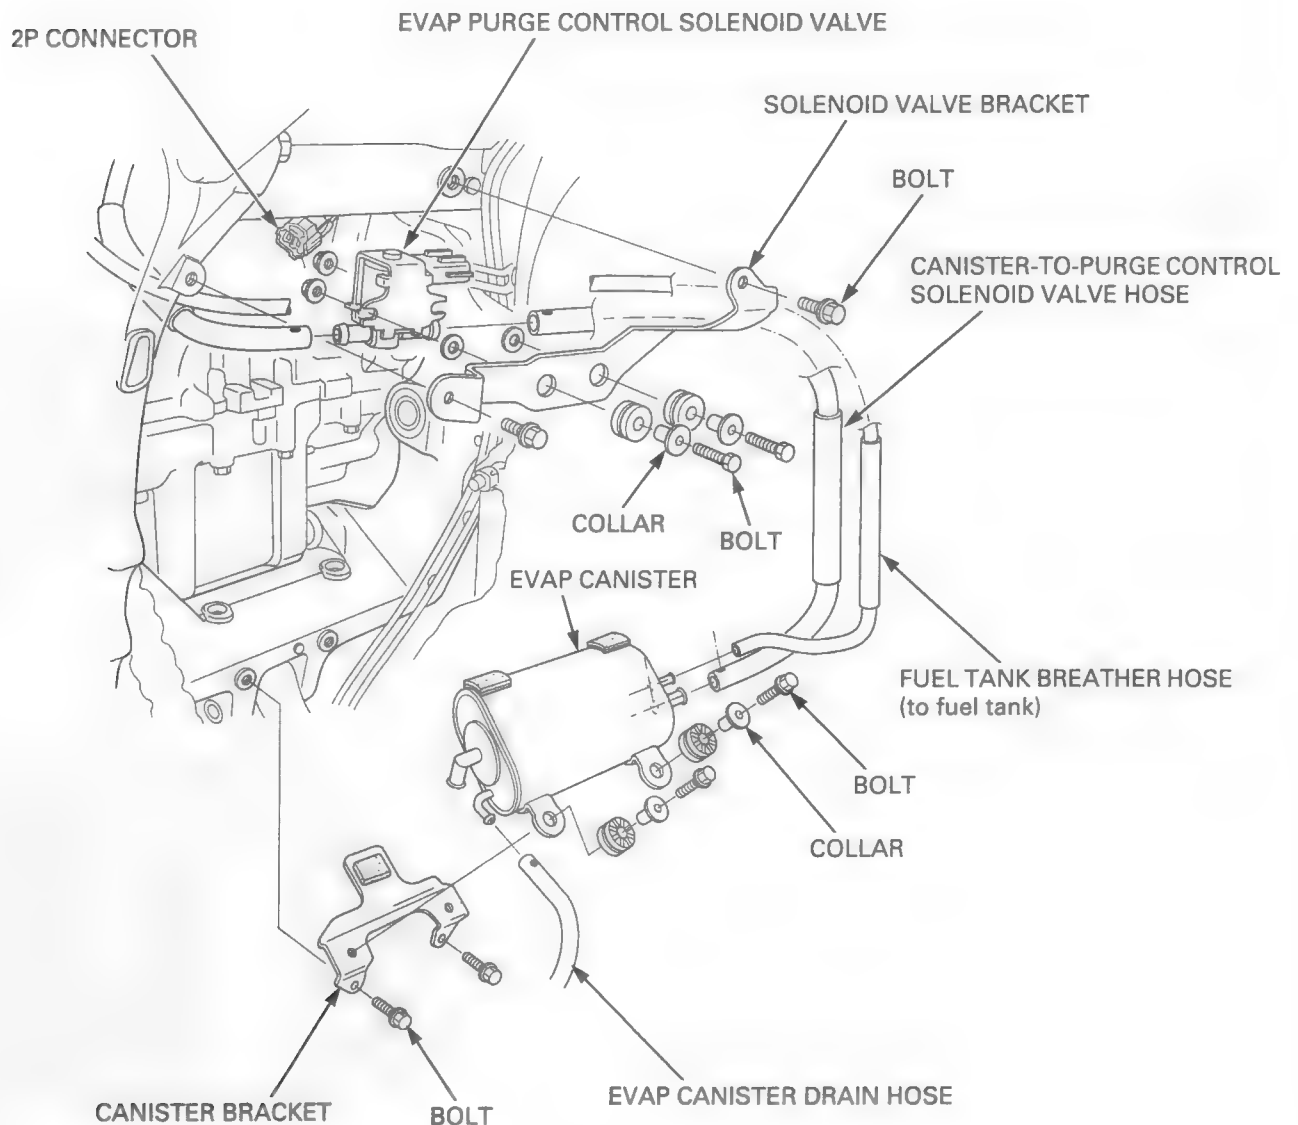 EVAP PURGE CONTROL SOLENOID VALVE
2P CONNECTOR
SOLENOID VALVE BRACKET
BOLT
CANISTER-TO-PURGE CONTROL
SOLENOID VALVE HOSE
COLLAR
BOLT
EVAP CANISTER
FUEL TANK BREATHER HOSE
(to fuel tank)
BOLT
COLLAR
EVAP CANISTER DRAIN HOSE
CANISTER BRACKET
BOLT